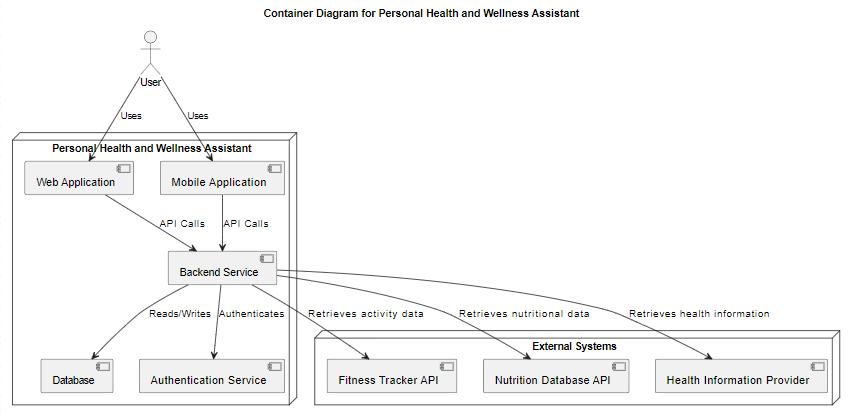 Container Diagram for Personal Health and Wellness Assistant
User
Uses
Uses
Personal Health and Wellness Assistant
Web Application
Mobile Application
API Calls
API Calls
Backend Service
Reads/Writes
Authenticates
Retrieves activity data
Retrieves nutritional data
Retrieves health information
External Systems
Database
Authentication Service
Fitness Tracker API
Nutrition Database API
Health Information Provider